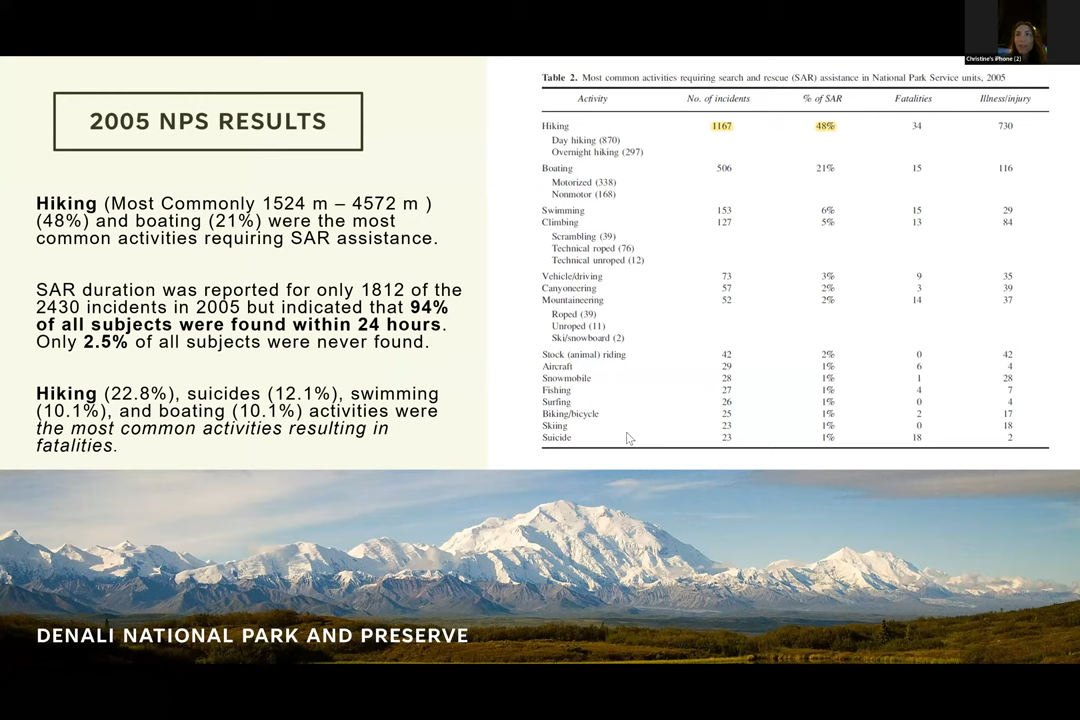 Christine's iPhone (2)
2005 NPS RESULTS
Hiking (Most Commonly 1524 m – 4572 m )
(48%) and boating (21%) were the most
common activities requiring SAR assistance.
SAR duration was reported for only 1812 of the
2430 incidents in 2005 but indicated that 94%
of all subjects were found within 24 hours.
Only 2.5% of all subjects were never found.
Hiking (22.8%), suicides (12.1%), swimming
(10.1%), and boating (10.1%) activities were
the most common activities resulting in
fatalities.
Table 2. Most common activities requiring search and rescue (SAR) assistance in National Park Service units, 2005
Activity No. of incidents % of SAR Fatalities Illness/injury
Hiking 1167 48% 34 730
Day hiking (870)
Overnight hiking (297)
Boating 506 21% 15 116
Motorized (338)
Nonmotor (168)
Swimming 153 6% 15 29
Climbing 127 5% 13 84
Scrambling (39)
Technical roped (76)
Technical unroped (12)
Vehicle/driving 73 3% 9 35
Canyoneering 57 2% 3 39
Mountaineering 52 2% 14 37
Roped (39)
Unroped (11)
Ski/snowboard (2)
Stock (animal) riding 42 2% 0 42
Aircraft 29 1% 6 4
Snowmobile 28 1% 1 28
Fishing 27 1% 4 7
Surfing 26 1% 0 4
Biking/bicycle 25 1% 2 17
Skiing 23 1% 0 18
Suicide 23 1% 18 2
DENALI NATIONAL PARK AND PRESERVE